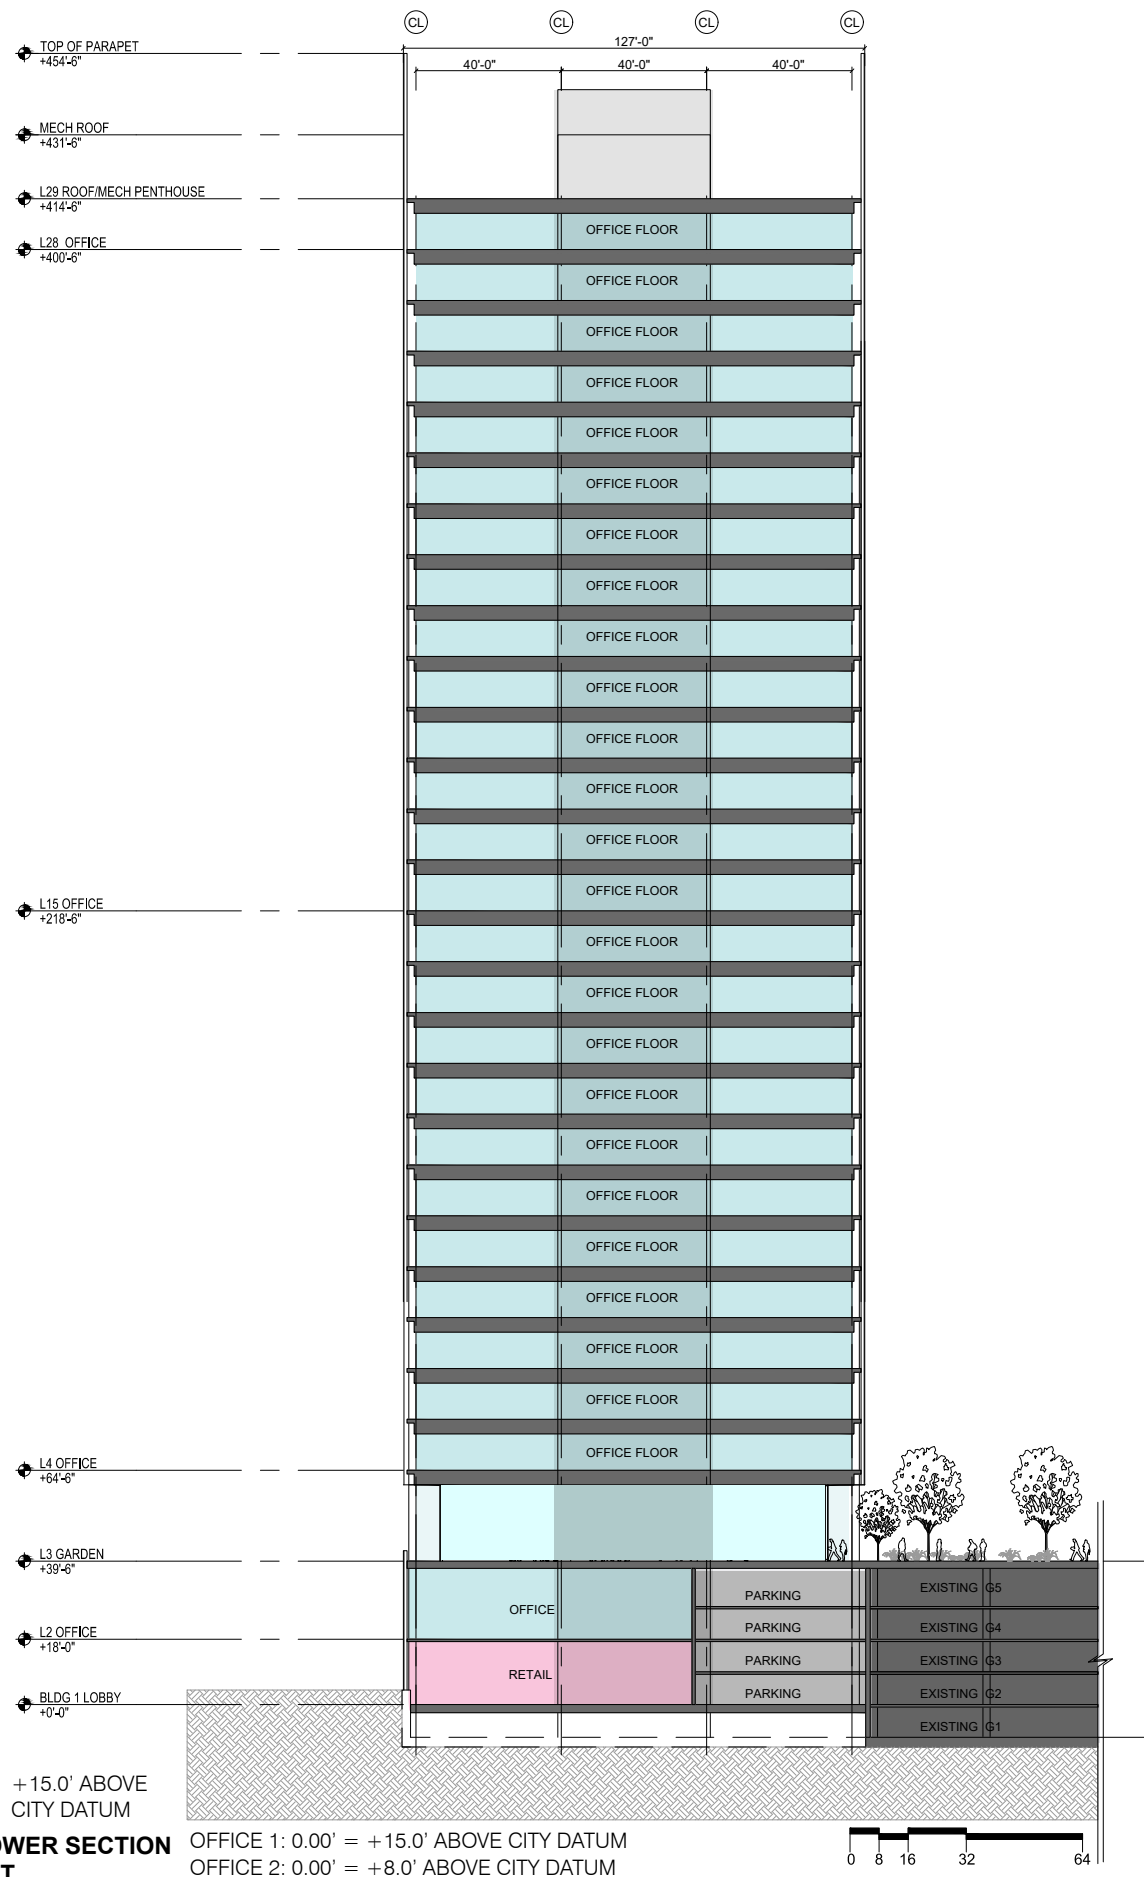 CL CL CL CL
127'-0"
40'-0" 40'-0" 40'-0"
TOP OF PARAPET
+454'-6"
MECH ROOF
+431'-6"
L29 ROOF/MECH PENTHOUSE
+414'-6"
OFFICE FLOOR
L28 OFFICE
+400'-6"
OFFICE FLOOR
OFFICE FLOOR
OFFICE FLOOR
OFFICE FLOOR
OFFICE FLOOR
OFFICE FLOOR
OFFICE FLOOR
OFFICE FLOOR
OFFICE FLOOR
OFFICE FLOOR
OFFICE FLOOR
OFFICE FLOOR
OFFICE FLOOR
L15 OFFICE
+218'-6"
OFFICE FLOOR
OFFICE FLOOR
OFFICE FLOOR
OFFICE FLOOR
OFFICE FLOOR
OFFICE FLOOR
OFFICE FLOOR
OFFICE FLOOR
OFFICE FLOOR
OFFICE FLOOR
OFFICE FLOOR
L4 OFFICE
+64'-6"
L3 GARDEN
+39'-6"
OFFICE
PARKING EXISTING G5
PARKING EXISTING G4
L2 OFFICE
+18'-0"
RETAIL
PARKING EXISTING G3
PARKING EXISTING G2
BLDG 1 LOBBY
+0'-0"
EXISTING G1
+15.0' ABOVE
CITY DATUM
OWER SECTION
T
OFFICE 1: 0.00' = +15.0' ABOVE CITY DATUM
OFFICE 2: 0.00' = +8.0' ABOVE CITY DATUM
0 8 16 32 64